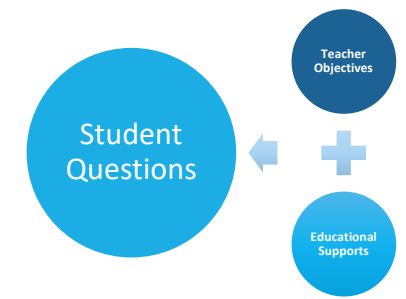 Student
Questions
Teacher
Objectives
Educational
Supports